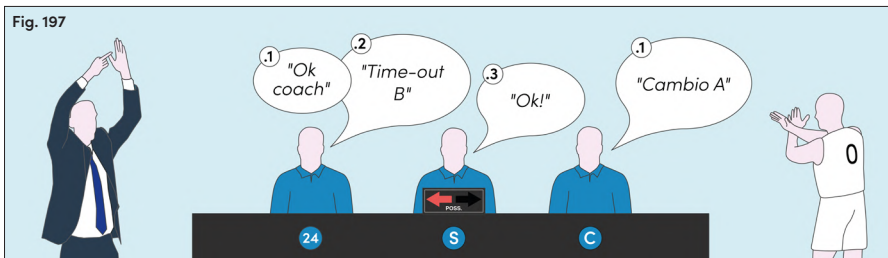 Fig. 197
.1
"Ok
coach"
.2
"Time-out
B"
.3
"Ok!"
.1
"Cambio A"
0
POSS.
24
S
C